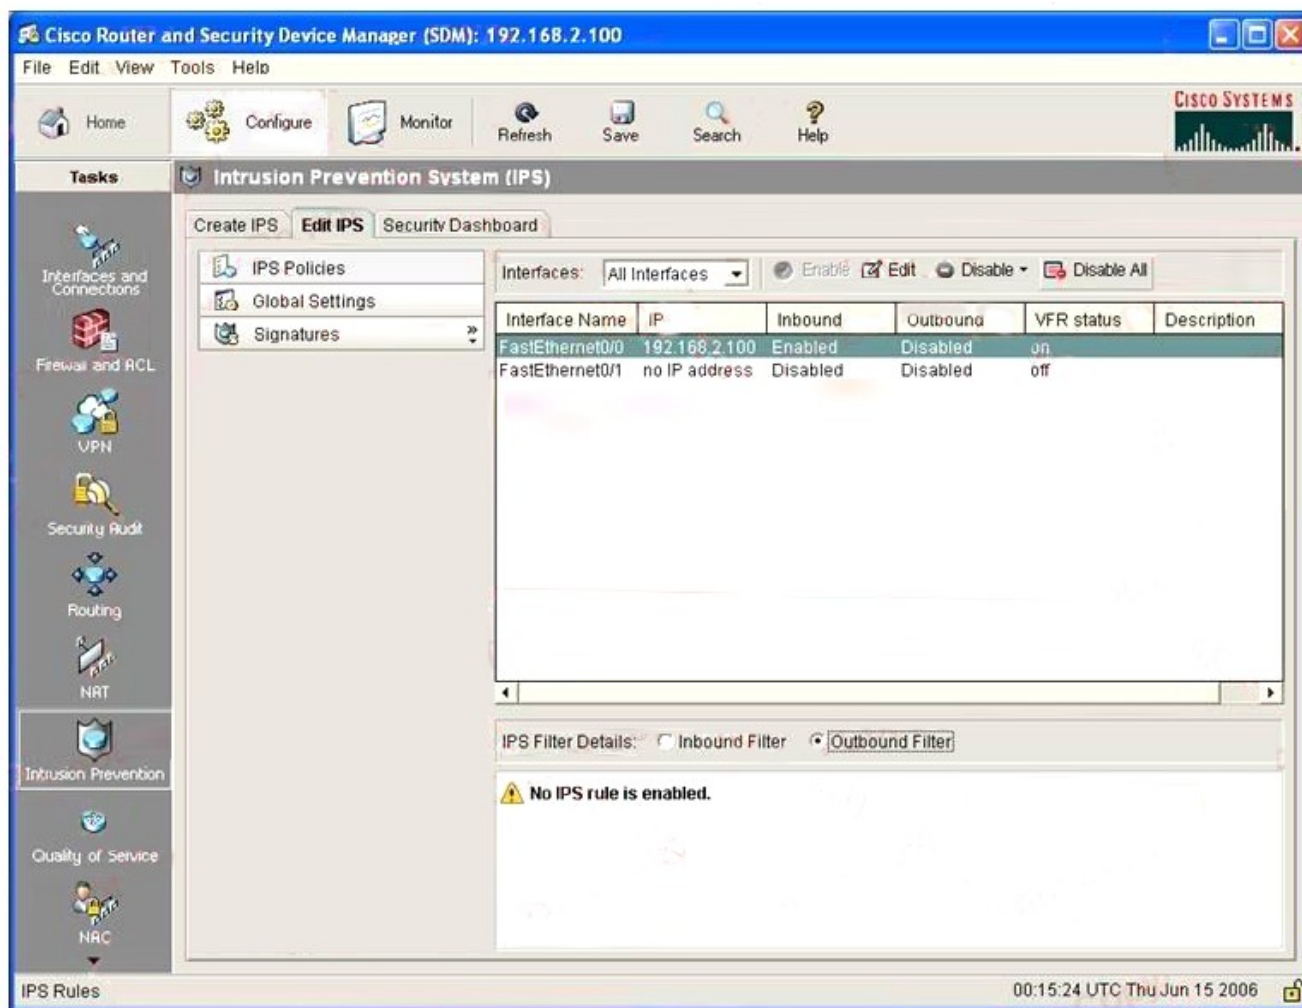 Cisco Router and Security Device Manager (SDM): 192.168.2.100
File Edit View Tools Help
Home Configure Monitor Refresh Save Search Help
CISCO SYSTEMS
Tasks
Intrusion Prevention System (IPS)
Create IPS Edit IPS Security Dashboard
Interfaces and Connections
Firewall and ACL
VPN
Security Audit
Routing
NAT
Intrusion Prevention
Quality of Service
NAC
IPS Policies
Global Settings
Signatures
Interfaces: All Interfaces Enable Edit Disable Disable All
Interface Name IP Inbound Outbound VFR status Description
FastEthernet0/0 192.168.2.100 Enabled Disabled on
FastEthernet0/1 no IP address Disabled Disabled off
IPS Filter Details: Inbound Filter Outbound Filter
No IPS rule is enabled.
IPS Rules 00:15:24 UTC Thu Jun 15 2006